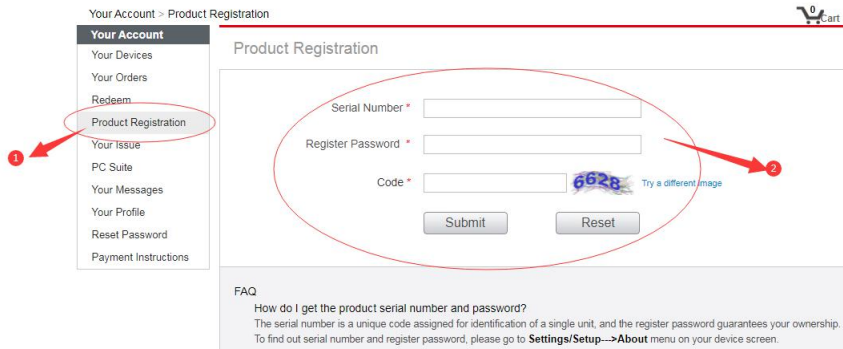 Your Account > Product Registration
0
Cart
Your Account
Your Devices
Your Orders
Redeem
Product Registration
Your Issue
PC Suite
Your Messages
Your Profile
Reset Password
Payment Instructions
1
Product Registration
Serial Number *
Register Password *
Code *
6628
Try a different image
2
Submit
Reset
FAQ
How do I get the product serial number and password?
The serial number is a unique code assigned for identification of a single unit, and the register password guarantees your ownership.
To find out serial number and register password, please go to Settings/Setup--->About menu on your device screen.